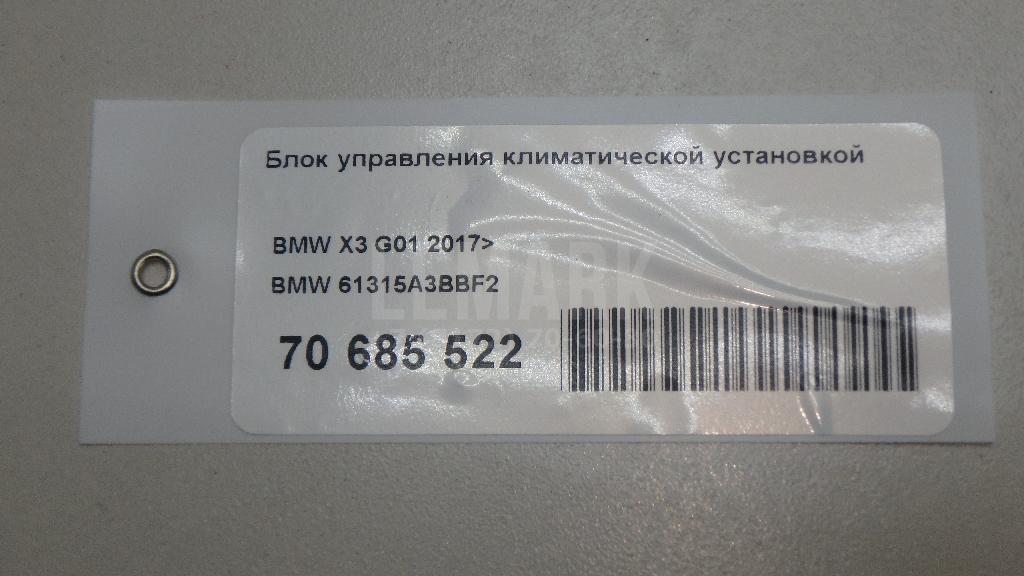 Блок управления климатической установкой
BMW X3 G01 2017>
BMW 61315A3BBF2
LEMARK
70 685 522